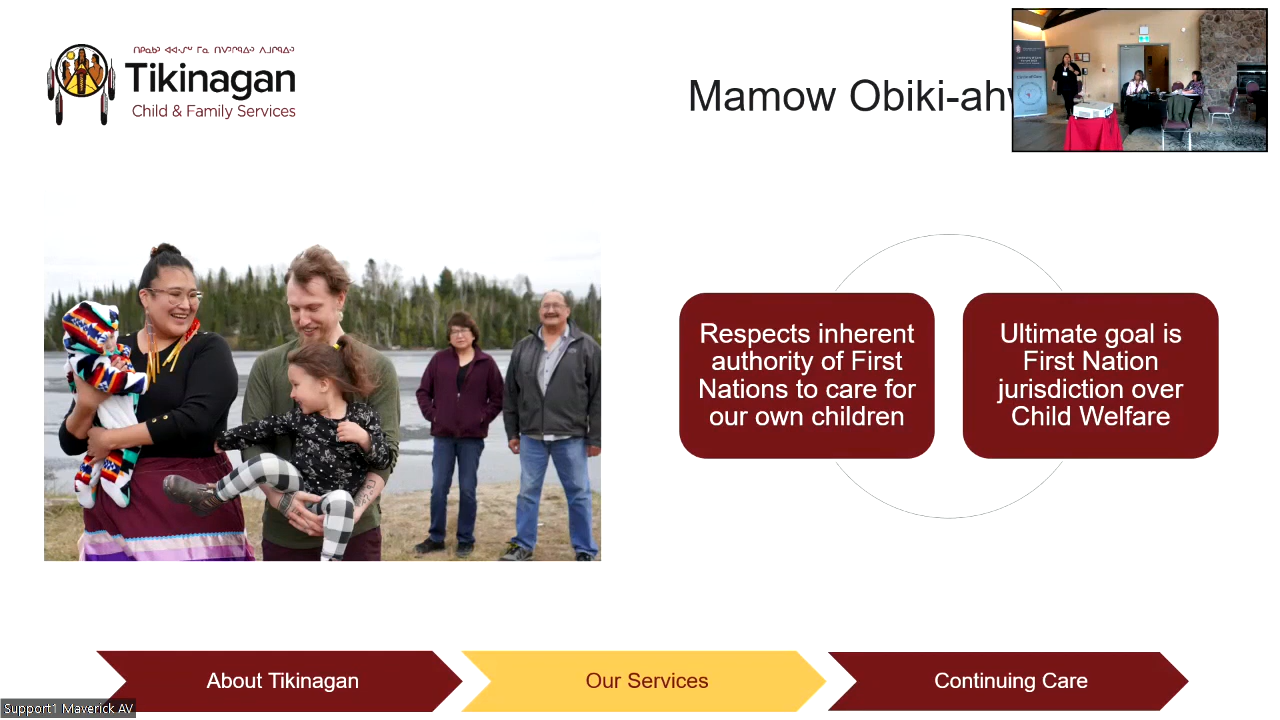 Tikinagan
Child & Family Services
Mamow Obiki-ah
Respects inherent
authority of First
Nations to care for
our own children
Ultimate goal is
First Nation
jurisdiction over
Child Welfare
About Tikinagan
Our Services
Continuing Care
Support1 Maverick AV